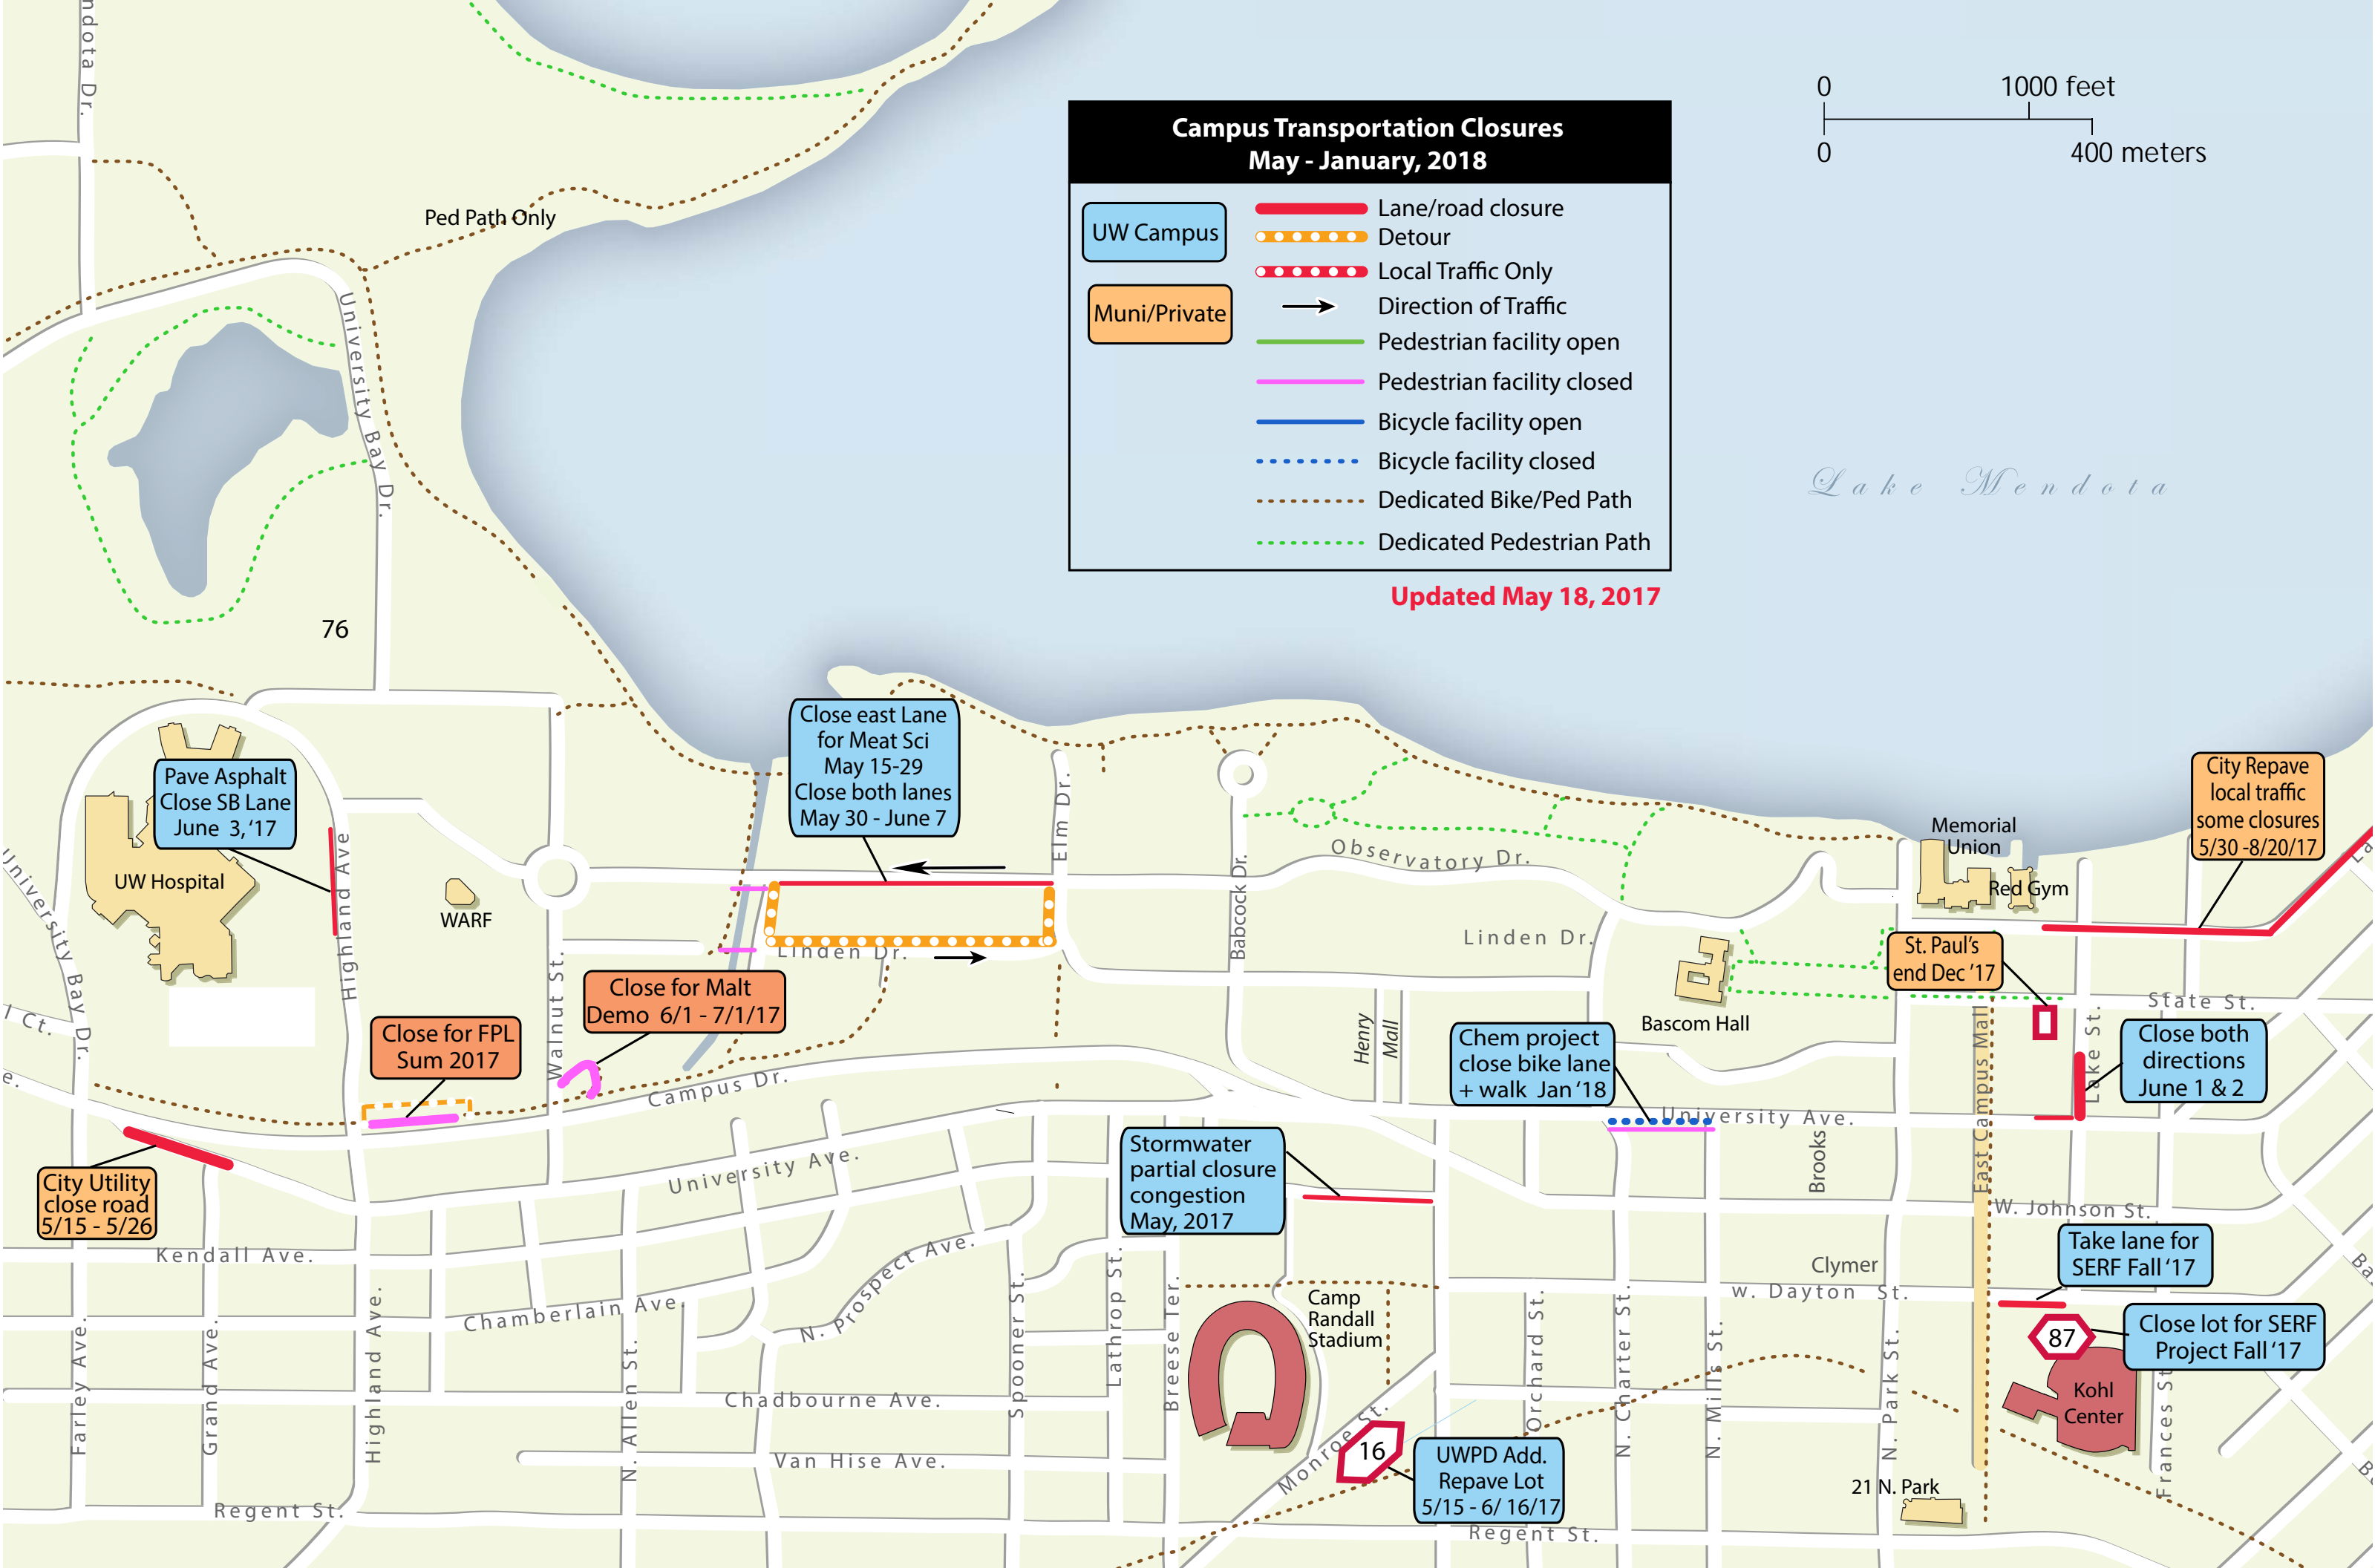 ndota Dr.
0
1000 feet
0
400 meters
Campus Transportation Closures
May - January, 2018
UW Campus
Muni/Private
Lane/road closure
Detour
Local Traffic Only
Direction of Traffic
Pedestrian facility open
Pedestrian facility closed
Bicycle facility open
Bicycle facility closed
Dedicated Bike/Ped Path
Dedicated Pedestrian Path
Updated May 18, 2017
Ped Path Only
University Bay Dr.
Lake Mendota
76
Close east Lane
for Meat Sci
May 15-29
Close both lanes
May 30 - June 7
Pave Asphalt
Close SB Lane
June 3, ‘17
UW Hospital
University Bay Dr.
Highland Ave
WARF
Elm Dr.
Babcock Dr.
Observatory Dr.
Memorial
Union
Red Gym
City Repave
local traffic
some closures
5/30 -8/20/17
La
Linden Dr.
Linden Dr.
Walnut St.
Close for Malt
Demo 6/1 - 7/1/17
Close for FPL
Sum 2017
l Ct.
e.
Campus Dr.
Henry
Mall
Bascom Hall
St. Paul's
end Dec ‘17
State St.
Lake St.
Close both
directions
June 1 & 2
East Campus Mall
Chem project
close bike lane
+ walk Jan ‘18
University Ave.
Brooks
City Utility
close road
5/15 - 5/26
University Ave.
Stormwater
partial closure
congestion
May, 2017
W. Johnson St.
Take lane for
SERF Fall ‘17
Kendall Ave.
Clymer
w. Dayton St.
87
Close lot for SERF
Project Fall ‘17
Kohl
Center
Camp
Randall
Stadium
Chamberlain Ave.
N. Prospect Ave.
Farley Ave.
Grand Ave.
Highland Ave.
N. Allen St.
Spooner St.
Lathrop St.
Breese Ter.
Chadbourne Ave.
Van Hise Ave.
Monroe St.
16
UWPD Add.
Repave Lot
5/15 - 6/ 16/17
Orchard St.
N. Charter St.
N. Mills St.
N. Park St.
Frances St.
21 N. Park
Regent St.
Regent St.
Ba
Be